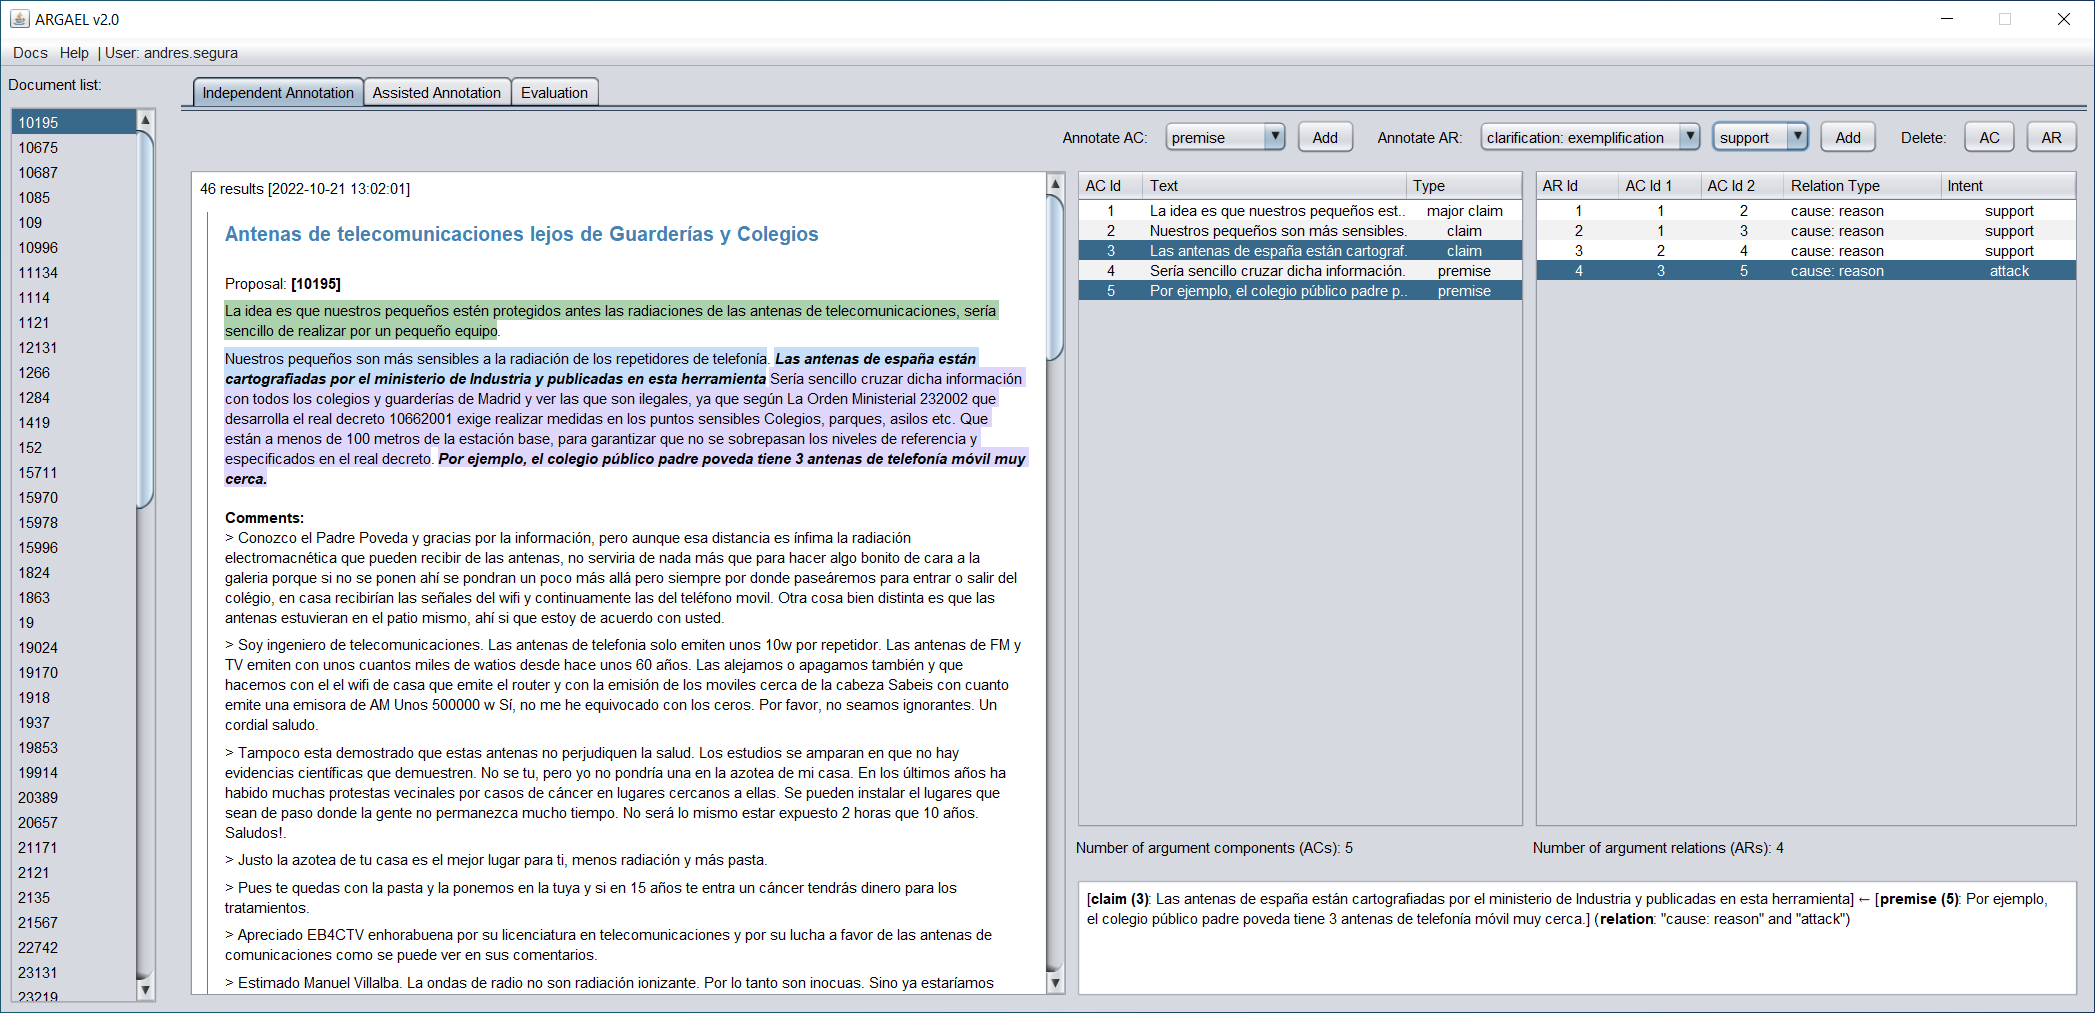 ARGAEL v2.0
Docs Help | User: andres.segura
Document list:
10195
10675
10687
1085
109
10996
11134
1114
1121
12131
1266
1284
1419
152
15711
15970
15978
15996
1824
1863
19
19024
19170
1918
1937
19853
19914
20389
20657
21171
2121
2135
21567
22742
23131
23219
Independent Annotation Assisted Annotation Evaluation
Annotate AC: premise Add Annotate AR: clarification: exemplification support Add Delete: AC AR
46 results [2022-10-21 13:02:01]
Antenas de telecomunicaciones lejos de Guarderías y Colegios
Proposal: [10195]
La idea es que nuestros pequeños estén protegidos antes las radiaciones de las antenas de telecomunicaciones, sería
sencillo de realizar por un pequeño equipo.
Nuestros pequeños son más sensibles a la radiación de los repetidores de telefonía. Las antenas de españa están
cartografiadas por el ministerio de Industria y publicadas en esta herramienta Sería sencillo cruzar dicha información
con todos los colegios y guarderías de Madrid y ver las que son ilegales, ya que según La Orden Ministerial 232002 que
desarrolla el real decreto 10662001 exige realizar medidas en los puntos sensibles Colegios, parques, asilos etc. Que
están a menos de 100 metros de la estación base, para garantizar que no se sobrepasan los niveles de referencia y
especificados en el real decreto. Por ejemplo, el colegio público padre poveda tiene 3 antenas de telefonía móvil muy
cerca.
Comments:
> Conozco el Padre Poveda y gracias por la información, pero aunque esa distancia es ínfima la radiación
electromacnética que pueden recibir de las antenas, no serviria de nada más que para hacer algo bonito de cara a la
galeria porque si no se ponen ahí se pondran un poco más allá pero siempre por donde paseáremos para entrar o salir del
colégio, en casa recibirían las señales del wifi y continuamente las del teléfono movil. Otra cosa bien distinta es que las
antenas estuvieran en el patio mismo, ahí si que estoy de acuerdo con usted.
> Soy ingeniero de telecomunicaciones. Las antenas de telefonia solo emiten unos 10w por repetidor. Las antenas de FM y
TV emiten con unos cuantos miles de watios desde hace unos 60 años. Las alejamos o apagamos también y que
hacemos con el el wifi de casa que emite el router y con la emisión de los moviles cerca de la cabeza Sabeis con cuanto
emite una emisora de AM Unos 500000 w Sí, no me he equivocado con los ceros. Por favor, no seamos ignorantes. Un
cordial saludo.
> Tampoco esta demostrado que estas antenas no perjudiquen la salud. Los estudios se amparan en que no hay
evidencias científicas que demuestren. No se tu, pero yo no pondría una en la azotea de mi casa. En los últimos años ha
habido muchas protestas vecinales por casos de cáncer en lugares cercanos a ellas. Se pueden instalar el lugares que
sean de paso donde la gente no permanezca mucho tiempo. No será lo mismo estar expuesto 2 horas que 10 años.
Saludos!.
> Justo la azotea de tu casa es el mejor lugar para ti, menos radiación y más pasta.
> Pues te quedas con la pasta y la ponemos en la tuya y si en 15 años te entra un cáncer tendrás dinero para los
tratamientos.
> Apreciado EB4CTV enhorabuena por su licenciatura en telecomunicaciones y por su lucha a favor de las antenas de
comunicaciones como se puede ver en sus comentarios.
> Estimado Manuel Villalba. La ondas de radio no son radiación ionizante. Por lo tanto son inocuas. Sino ya estaríamos
AC Id Text Type
1 La idea es que nuestros pequeños est.. major claim
2 Nuestros pequeños son más sensibles. claim
3 Las antenas de españa están cartograf. claim
4 Sería sencillo cruzar dicha información. premise
5 Por ejemplo, el colegio público padre p.. premise
Number of argument components (ACs): 5
AR Id AC Id 1 AC Id 2 Relation Type Intent
1 1 2 cause: reason support
2 1 3 cause: reason support
3 2 4 cause: reason support
4 3 5 cause: reason attack
Number of argument relations (ARs): 4
[claim (3): Las antenas de españa están cartografiadas por el ministerio de Industria y publicadas en esta herramienta] ← [premise (5): Por ejemplo,
el colegio público padre poveda tiene 3 antenas de telefonía móvil muy cerca.] (relation: "cause: reason" and "attack")